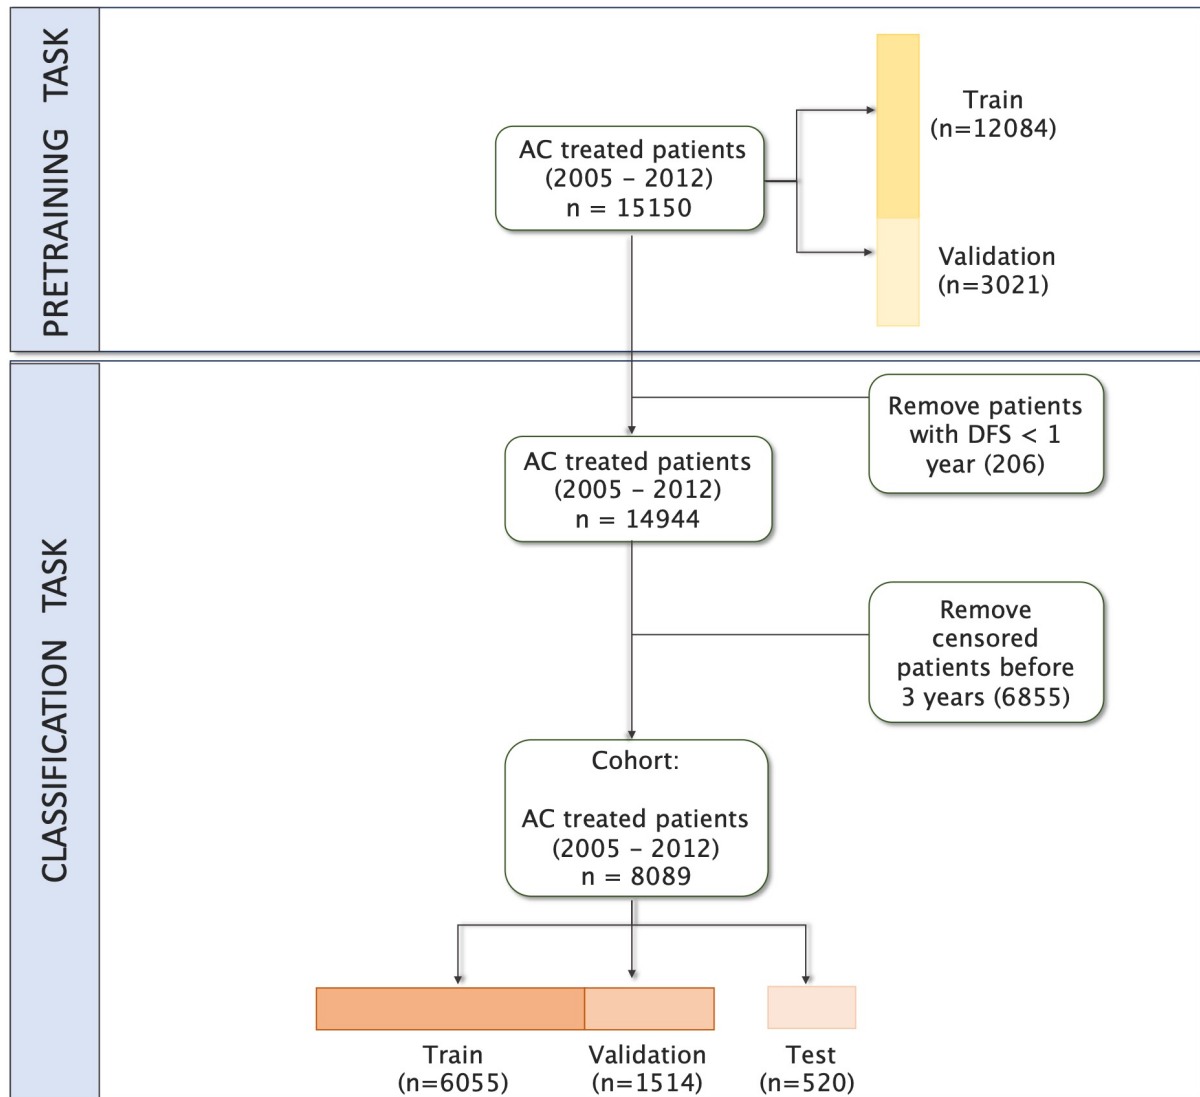 PRETRAINING TASK
AC treated patients
(2005 – 2012)
n = 15150
Train
(n=12084)
Validation
(n=3021)
CLASSIFICATION TASK
Remove patients
with DFS < 1
year (206)
AC treated patients
(2005 – 2012)
n = 14944
Remove
censored
patients before
3 years (6855)
Cohort:
AC treated patients
(2005 – 2012)
n = 8089
Train
(n=6055)
Validation
(n=1514)
Test
(n=520)